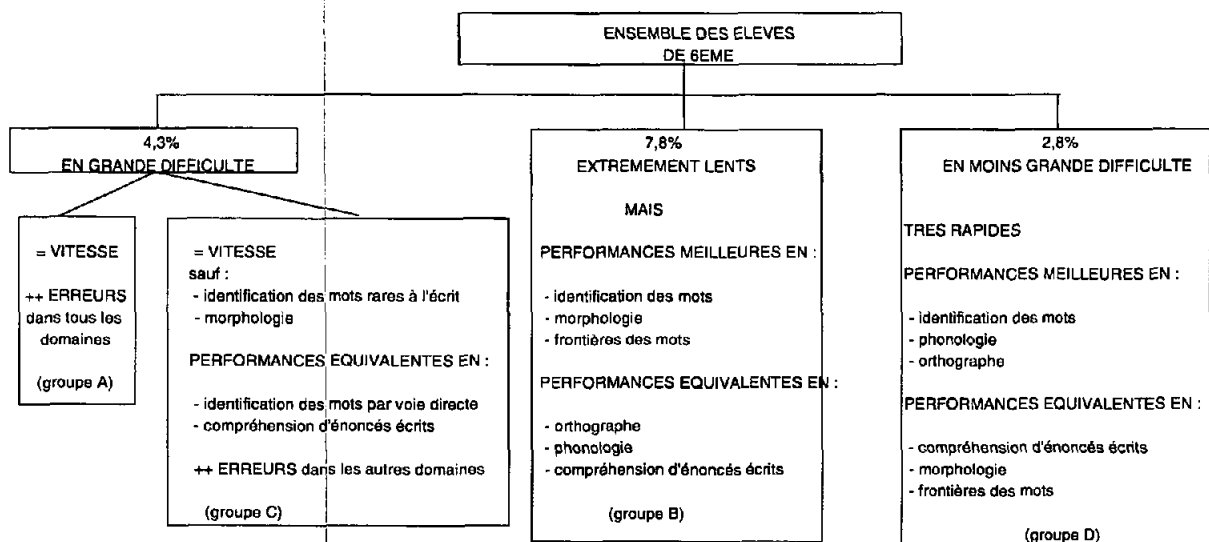 ENSEMBLE DES ELEVES
DE 6EME
4,3%
EN GRANDE DIFFICULTE
= VITESSE
++ ERREURS
dans tous les
domaines
(groupe A)
= VITESSE
sauf :
- identification des mots rares à l'écrit
- morphologie
PERFORMANCES EQUIVALENTES EN :
- identification des mots par voie directe
- compréhension d'énoncés écrits
++ ERREURS dans les autres domaines
(groupe C)
7,8%
EXTREMEMENT LENTS
MAIS
PERFORMANCES MEILLEURES EN :
- identification des mots
- morphologie
- frontières des mots
PERFORMANCES EQUIVALENTES EN :
- orthographe
- phonologie
- compréhension d'énoncés écrits
(groupe B)
2,8%
EN MOINS GRANDE DIFFICULTE
TRES RAPIDES
PERFORMANCES MEILLEURES EN :
- identification des mots
- phonologie
- orthographe
PERFORMANCES EQUIVALENTES EN :
- compréhension d'énoncés écrits
- morphologie
- frontières des mots
(groupe D)